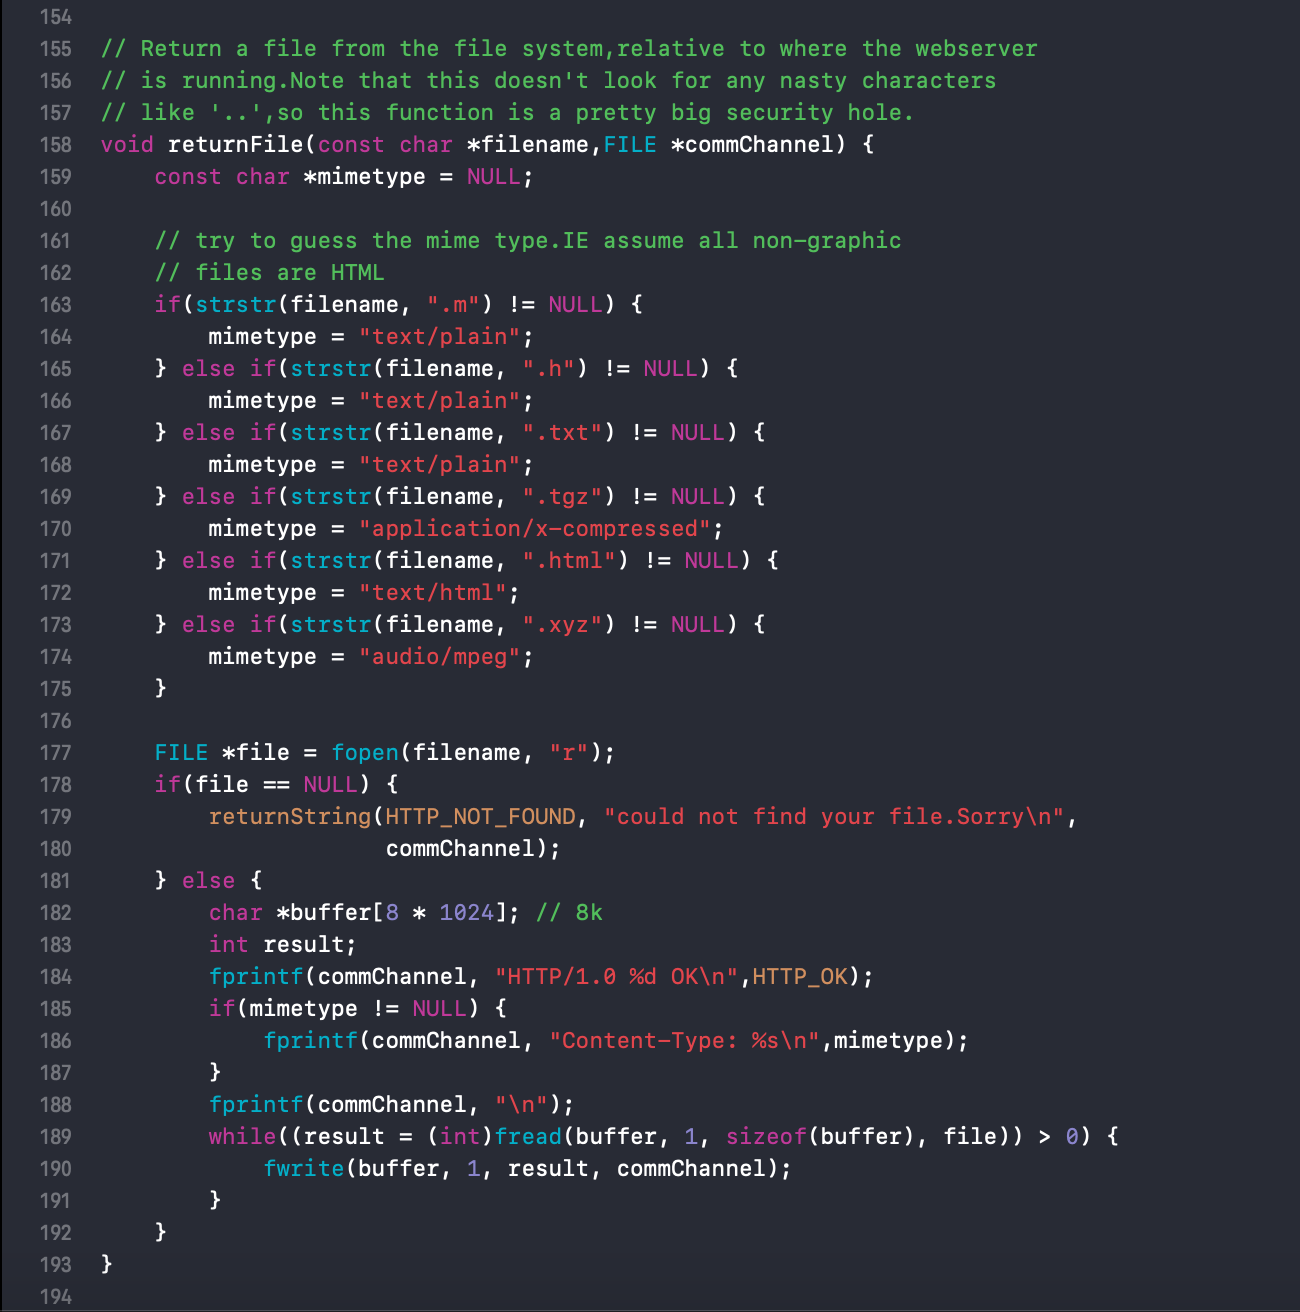 154
155 // Return a file from the file system,relative to where the webserver
156 // is running.Note that this doesn't look for any nasty characters
157 // like '..',so this function is a pretty big security hole.
158 void returnFile(const char *filename,FILE *commChannel) {
159     const char *mimetype = NULL;
160
161     // try to guess the mime type.IE assume all non-graphic
162     // files are HTML
163     if(strstr(filename, ".m") != NULL) {
164         mimetype = "text/plain";
165     } else if(strstr(filename, ".h") != NULL) {
166         mimetype = "text/plain";
167     } else if(strstr(filename, ".txt") != NULL) {
168         mimetype = "text/plain";
169     } else if(strstr(filename, ".tgz") != NULL) {
170         mimetype = "application/x-compressed";
171     } else if(strstr(filename, ".html") != NULL) {
172         mimetype = "text/html";
173     } else if(strstr(filename, ".xyz") != NULL) {
174         mimetype = "audio/mpeg";
175     }
176
177     FILE *file = fopen(filename, "r");
178     if(file == NULL) {
179         returnString(HTTP_NOT_FOUND, "could not find your file.Sorry\n",
180                      commChannel);
181     } else {
182         char *buffer[8 * 1024]; // 8k
183         int result;
184         fprintf(commChannel, "HTTP/1.0 %d OK\n",HTTP_OK);
185         if(mimetype != NULL) {
186             fprintf(commChannel, "Content-Type: %s\n",mimetype);
187         }
188         fprintf(commChannel, "\n");
189         while((result = (int)fread(buffer, 1, sizeof(buffer), file)) > 0) {
190             fwrite(buffer, 1, result, commChannel);
191         }
192     }
193 }
194